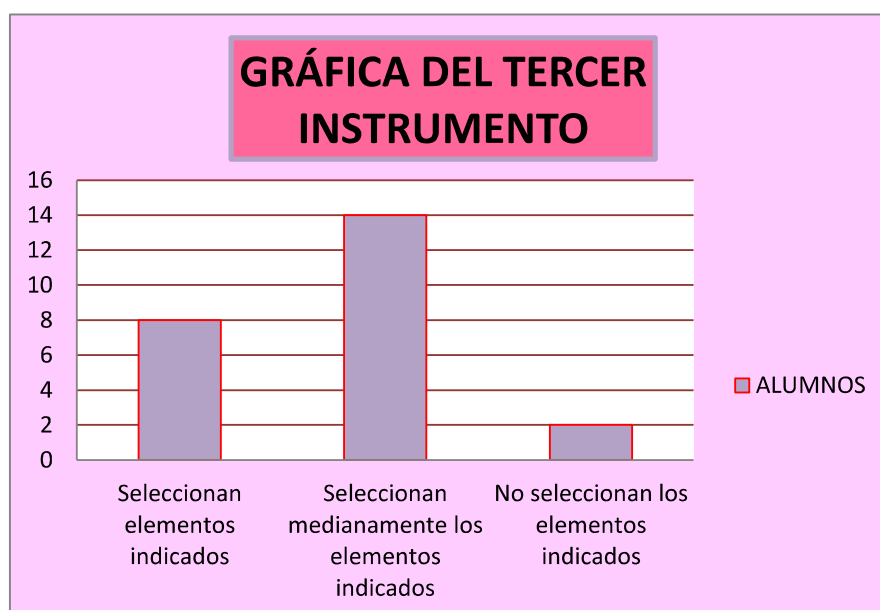 GRÁFICA DEL TERCER
INSTRUMENTO
16
14
12
10
8
6
4
2
0
Seleccionan
elementos
indicados
Seleccionan
medianamente los
elementos
indicados
No seleccionan los
elementos
indicados
ALUMNOS